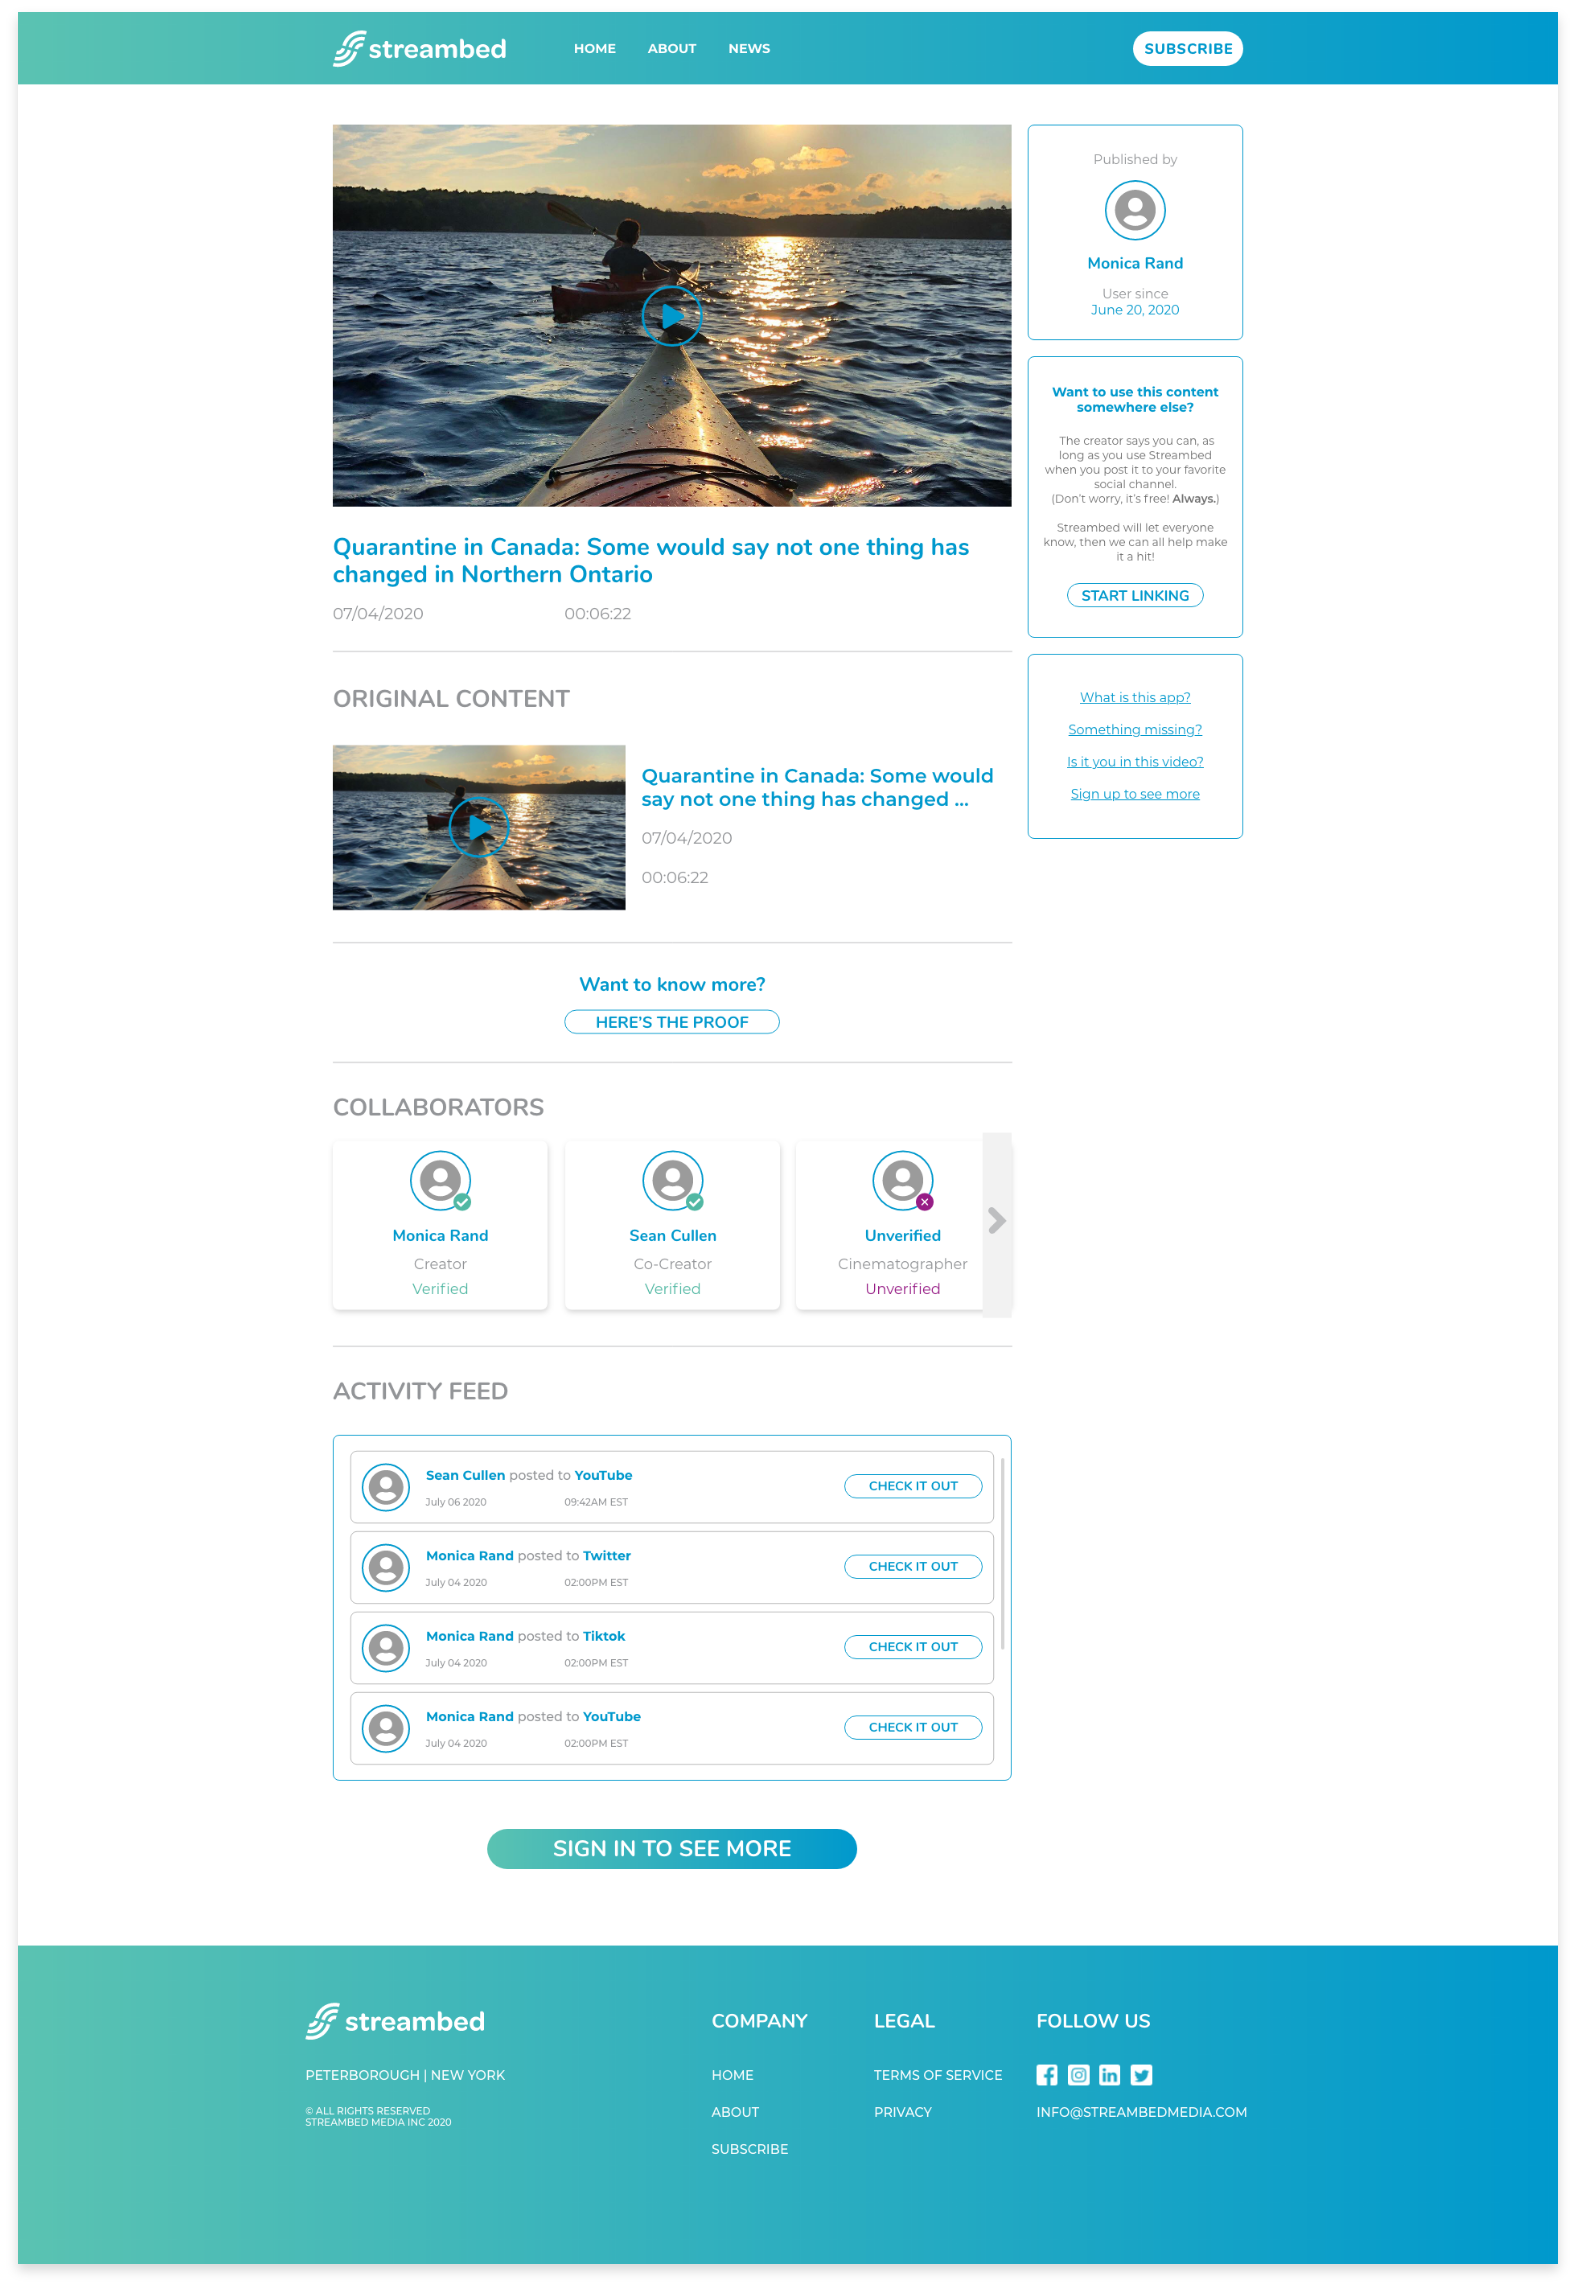 streambed
HOME
ABOUT
NEWS
SUBSCRIBE
Published by
Monica Rand
User since
June 20, 2020
Want to use this content
somewhere else?
The creator says you can, as
long as you use Streambed
when you post it to your favorite
social channel.
(Don't worry, it's free! Always.)
Streambed will let everyone
know, then we can all help make
it a hit!
START LINKING
What is this app?
Something missing?
Is it you in this video?
Sign up to see more
Quarantine in Canada: Some would say not one thing has
changed in Northern Ontario
07/04/2020
00:06:22
ORIGINAL CONTENT
Quarantine in Canada: Some would
say not one thing has changed ...
07/04/2020
00:06:22
Want to know more?
HERE'S THE PROOF
COLLABORATORS
Monica Rand
Creator
Verified
Sean Cullen
Co-Creator
Verified
Unverified
Cinematographer
Unverified
ACTIVITY FEED
Sean Cullen posted to YouTube
July 06 2020
09:42AM EST
CHECK IT OUT
Monica Rand posted to Twitter
July 04 2020
02:00PM EST
CHECK IT OUT
Monica Rand posted to Tiktok
July 04 2020
02:00PM EST
CHECK IT OUT
Monica Rand posted to YouTube
July 04 2020
02:00PM EST
CHECK IT OUT
SIGN IN TO SEE MORE
streambed
PETERBOROUGH | NEW YORK
© ALL RIGHTS RESERVED
STREAMBED MEDIA INC 2020
COMPANY
HOME
ABOUT
SUBSCRIBE
LEGAL
TERMS OF SERVICE
PRIVACY
FOLLOW US
INFO@STREAMBEDMEDIA.COM